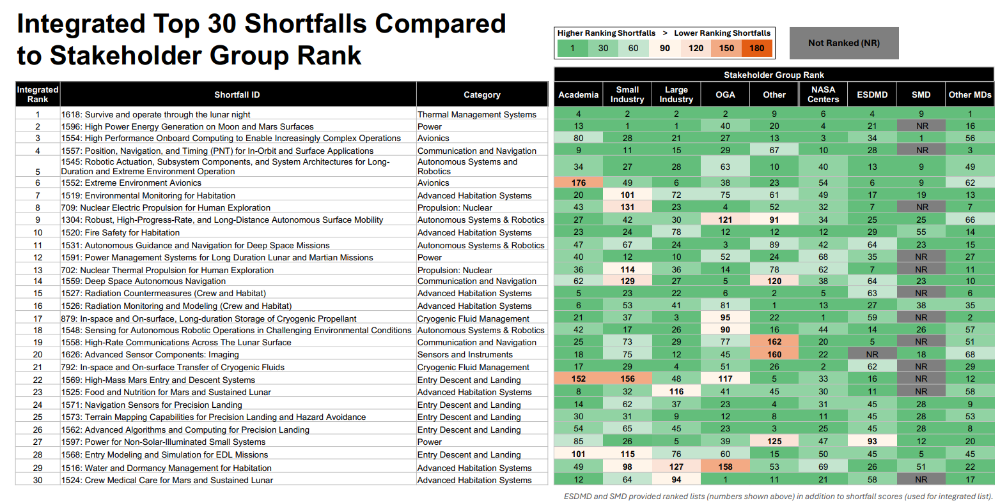 Integrated Top 30 Shortfalls Compared
to Stakeholder Group Rank
Higher Ranking Shortfalls > Lower Ranking Shortfalls
1 30 60 90 120 150 180
Not Ranked (NR)
Stakeholder Group Rank
Integrated Rank Shortfall ID Category Academia Small Industry Large Industry OGA Other NASA Centers ESDMD SMD Other MDs
1 1618: Survive and operate through the lunar night Thermal Management Systems 4 2 2 2 9 6 4 9 1
2 1596: High Power Energy Generation on Moon and Mars Surfaces Power 13 1 1 40 20 4 21 NR 16
3 1554: High Performance Onboard Computing to Enable Increasingly Complex Operations Avionics 80 28 21 27 13 3 34 1 56
4 1557: Position, Navigation, and Timing (PNT) for In-Orbit and Surface Applications Communication and Navigation 9 11 15 29 67 10 28 NR 3
5 1545: Robotic Actuation, Subsystem Components, and System Architectures for Long-
Duration and Extreme Environment Operation Autonomous Systems and
Robotics 34 27 28 63 10 40 13 9 49
6 1552: Extreme Environment Avionics Avionics 176 49 6 38 23 54 6 9 62
7 1519: Environmental Monitoring for Habitation Advanced Habitation Systems 20 101 72 75 61 49 17 19 13
8 709: Nuclear Electric Propulsion for Human Exploration Propulsion: Nuclear 43 131 23 4 52 32 7 NR 7
9 1304: Robust, High-Progress-Rate, and Long-Distance Autonomous Surface Mobility Autonomous Systems & Robotics 27 42 30 121 91 34 25 25 66
10 1520: Fire Safety for Habitation Advanced Habitation Systems 23 24 78 12 12 12 29 55 14
11 1531: Autonomous Guidance and Navigation for Deep Space Missions Autonomous Systems & Robotics 47 67 24 3 89 42 64 23 15
12 1591: Power Management Systems for Long Duration Lunar and Martian Missions Power 40 12 10 52 24 68 35 NR 27
13 702: Nuclear Thermal Propulsion for Human Exploration Propulsion: Nuclear 36 114 36 14 78 62 7 NR 11
14 1559: Deep Space Autonomous Navigation Communication and Navigation 62 129 27 5 120 38 64 23 10
15 1527: Radiation Countermeasures (Crew and Habitat) Advanced Habitation Systems 5 23 22 6 2 5 63 NR 6
16 1526: Radiation Monitoring and Modeling (Crew and Habitat) Advanced Habitation Systems 6 53 41 81 1 13 27 38 35
17 879: In-space and On-surface, Long-duration Storage of Cryogenic Propellant Cryogenic Fluid Management 21 37 3 95 22 1 59 NR 2
18 1548: Sensing for Autonomous Robotic Operations in Challenging Environmental Conditions Autonomous Systems & Robotics 42 17 26 90 16 44 14 26 57
19 1558: High-Rate Communications Across The Lunar Surface Communication and Navigation 25 73 29 77 162 20 5 NR 51
20 1626: Advanced Sensor Components: Imaging Sensors and Instruments 18 75 12 45 160 22 NR 18 68
21 792: In-space and On-surface Transfer of Cryogenic Fluids Cryogenic Fluid Management 17 29 4 51 26 2 62 NR 29
22 1569: High-Mass Mars Entry and Descent Systems Entry Descent and Landing 152 156 48 117 5 33 16 NR 12
23 1525: Food and Nutrition for Mars and Sustained Lunar Advanced Habitation Systems 8 32 116 41 45 30 11 NR 58
24 1571: Navigation Sensors for Precision Landing Entry Descent and Landing 14 62 37 23 4 31 45 28 9
25 1573: Terrain Mapping Capabilities for Precision Landing and Hazard Avoidance Entry Descent and Landing 30 31 9 12 8 11 45 28 53
26 1562: Advanced Algorithms and Computing for Precision Landing Entry Descent and Landing 54 65 45 23 3 25 45 28 8
27 1597: Power for Non-Solar-Illuminated Small Systems Power 85 26 5 39 125 47 93 12 20
28 1568: Entry Modeling and Simulation for EDL Missions Entry Descent and Landing 101 115 76 60 15 50 45 5 45
29 1516: Water and Dormancy Management for Habitation Advanced Habitation Systems 49 98 127 158 53 69 26 51 22
30 1524: Crew Medical Care for Mars and Sustained Lunar Advanced Habitation Systems 12 64 94 1 11 21 58 NR 17
ESDMD and SMD provided ranked lists (numbers shown above) in addition to shortfall scores (used for integrated list).